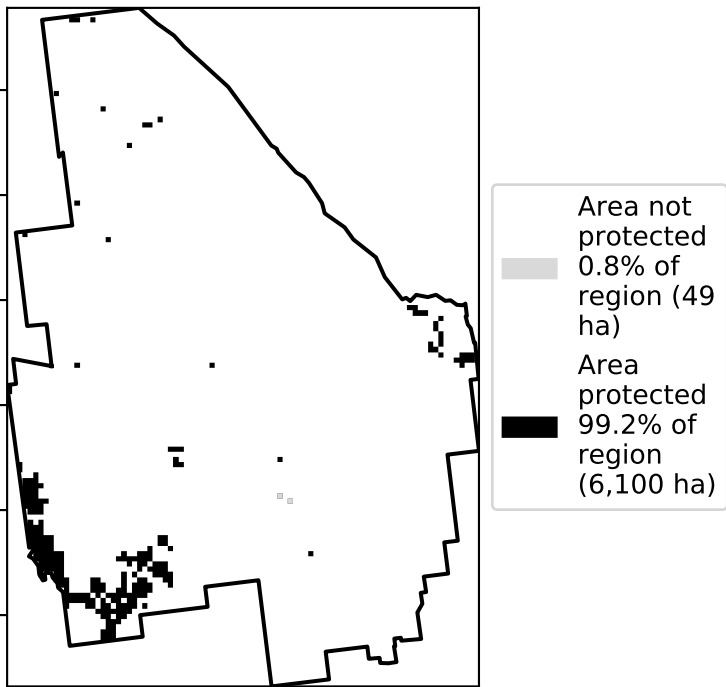 Area not
protected
0.8% of
region (49
ha)
Area
protected
99.2% of
region
(6,100 ha)